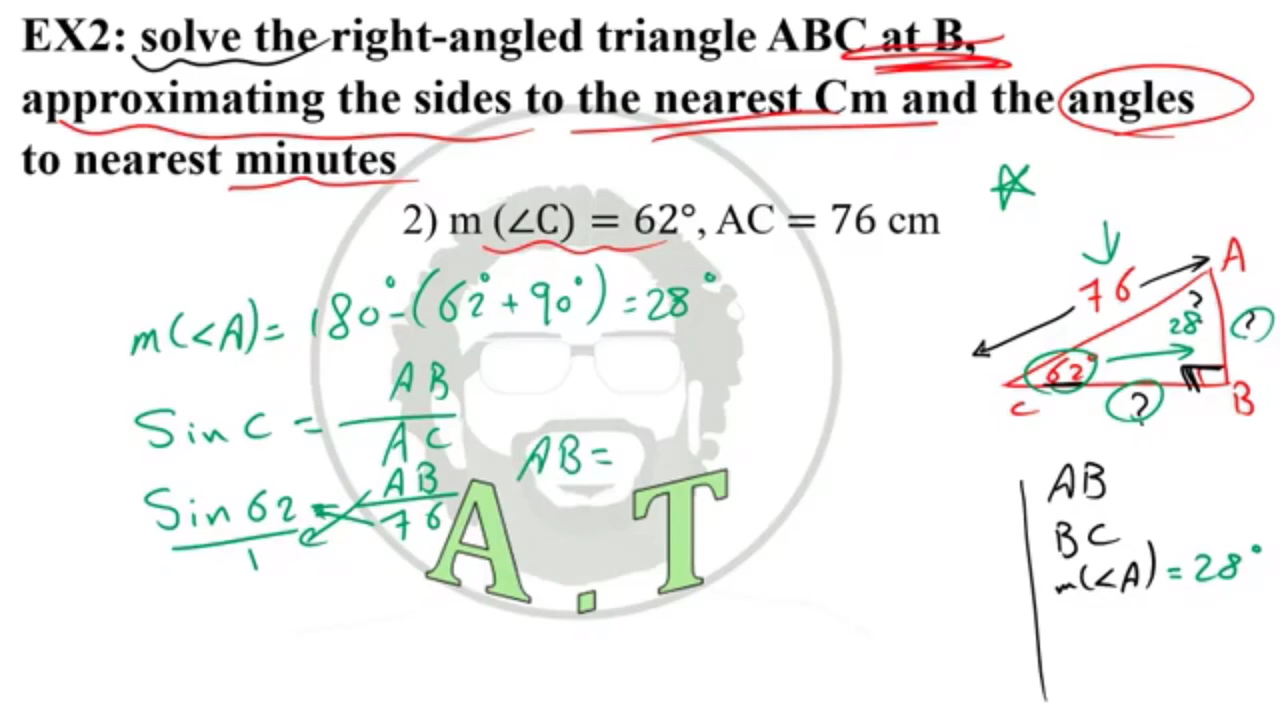 EX2: solve the right-angled triangle ABC at B,
approximating the sides to the nearest Cm and the angles
to nearest minutes
2) m (∠C) = 62°, AC = 76 cm
m(<A)= 180°-(62°+90°)=28°
Sin C = AB / AC
Sin 62 / 1 = AB / 76
AB=
A . T
A
76
?
28°
?
62°
C
?
B
AB
BC
m(<A)=28°